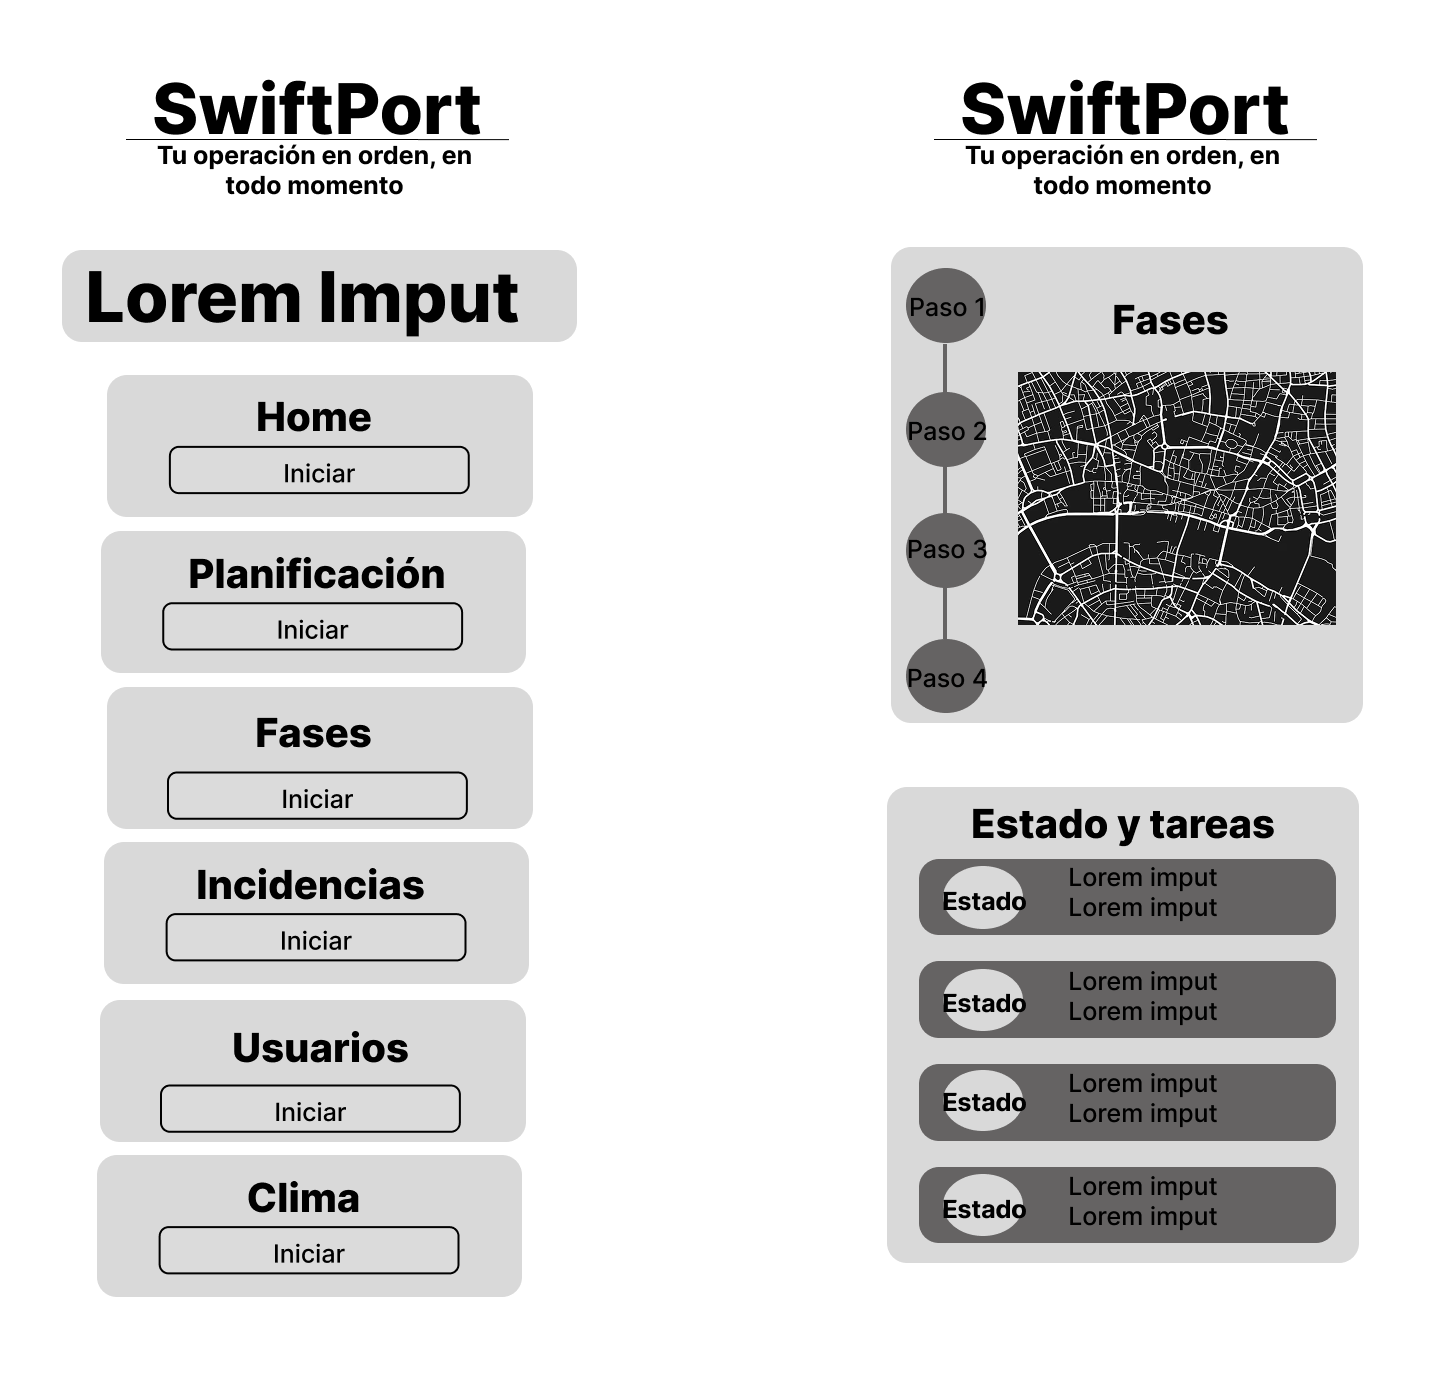 SwiftPort
Tu operación en orden, en
todo momento
Lorem Imput
Home
Iniciar
Planificación
Iniciar
Fases
Iniciar
Incidencias
Iniciar
Usuarios
Iniciar
Clima
Iniciar
SwiftPort
Tu operación en orden, en
todo momento
Paso 1
Fases
Paso 2
Paso 3
Paso 4
Estado y tareas
Estado
Lorem imput
Lorem imput
Estado
Lorem imput
Lorem imput
Estado
Lorem imput
Lorem imput
Estado
Lorem imput
Lorem imput